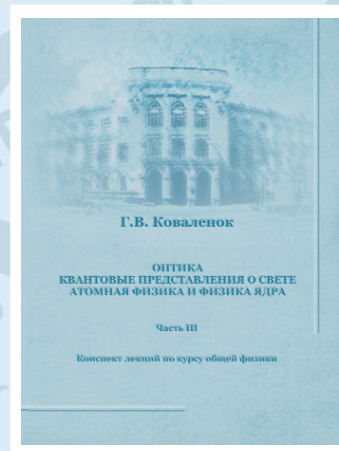 Г.В. Коваленок
ОПТИКА
КВАНТОВЫЕ ПРЕДСТАВЛЕНИЯ О СВЕТЕ
АТОМНАЯ ФИЗИКА И ФИЗИКА ЯДРА
Часть III
Конспект лекций по курсу общей физики